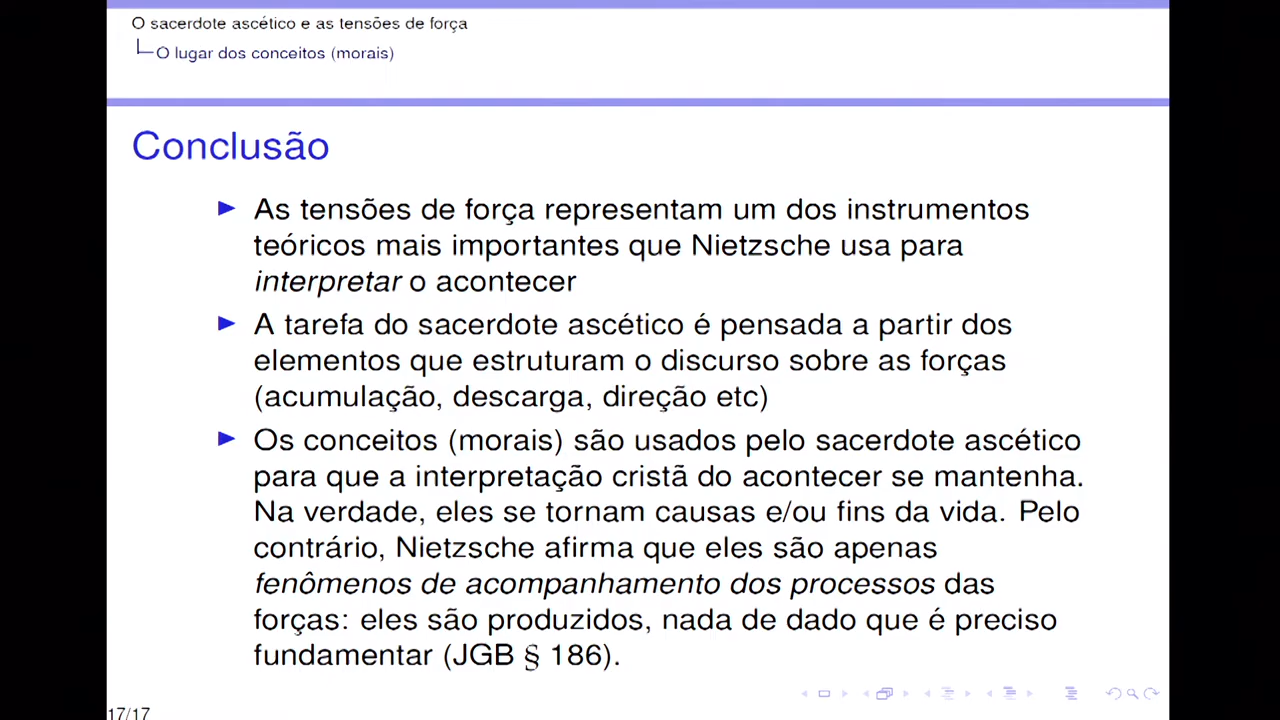 O sacerdote ascético e as tensões de força
O lugar dos conceitos (morais)
Conclusão
As tensões de força representam um dos instrumentos
teóricos mais importantes que Nietzsche usa para
interpretar o acontecer
A tarefa do sacerdote ascético é pensada a partir dos
elementos que estruturam o discurso sobre as forças
(acumulação, descarga, direção etc)
Os conceitos (morais) são usados pelo sacerdote ascético
para que a interpretação cristã do acontecer se mantenha.
Na verdade, eles se tornam causas e/ou fins da vida. Pelo
contrário, Nietzsche afirma que eles são apenas
fenômenos de acompanhamento dos processos das
forças: eles são produzidos, nada de dado que é preciso
fundamentar (JGB § 186).
17/17